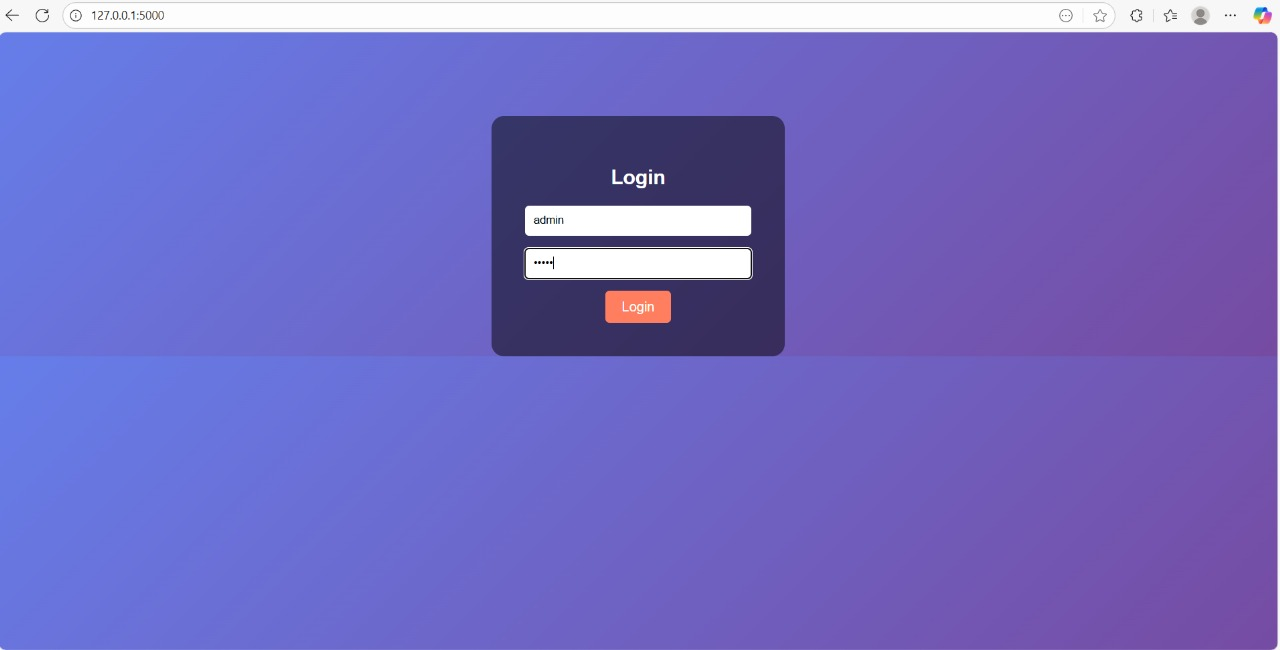 127.0.0.1:5000
Login
admin
•••••
Login